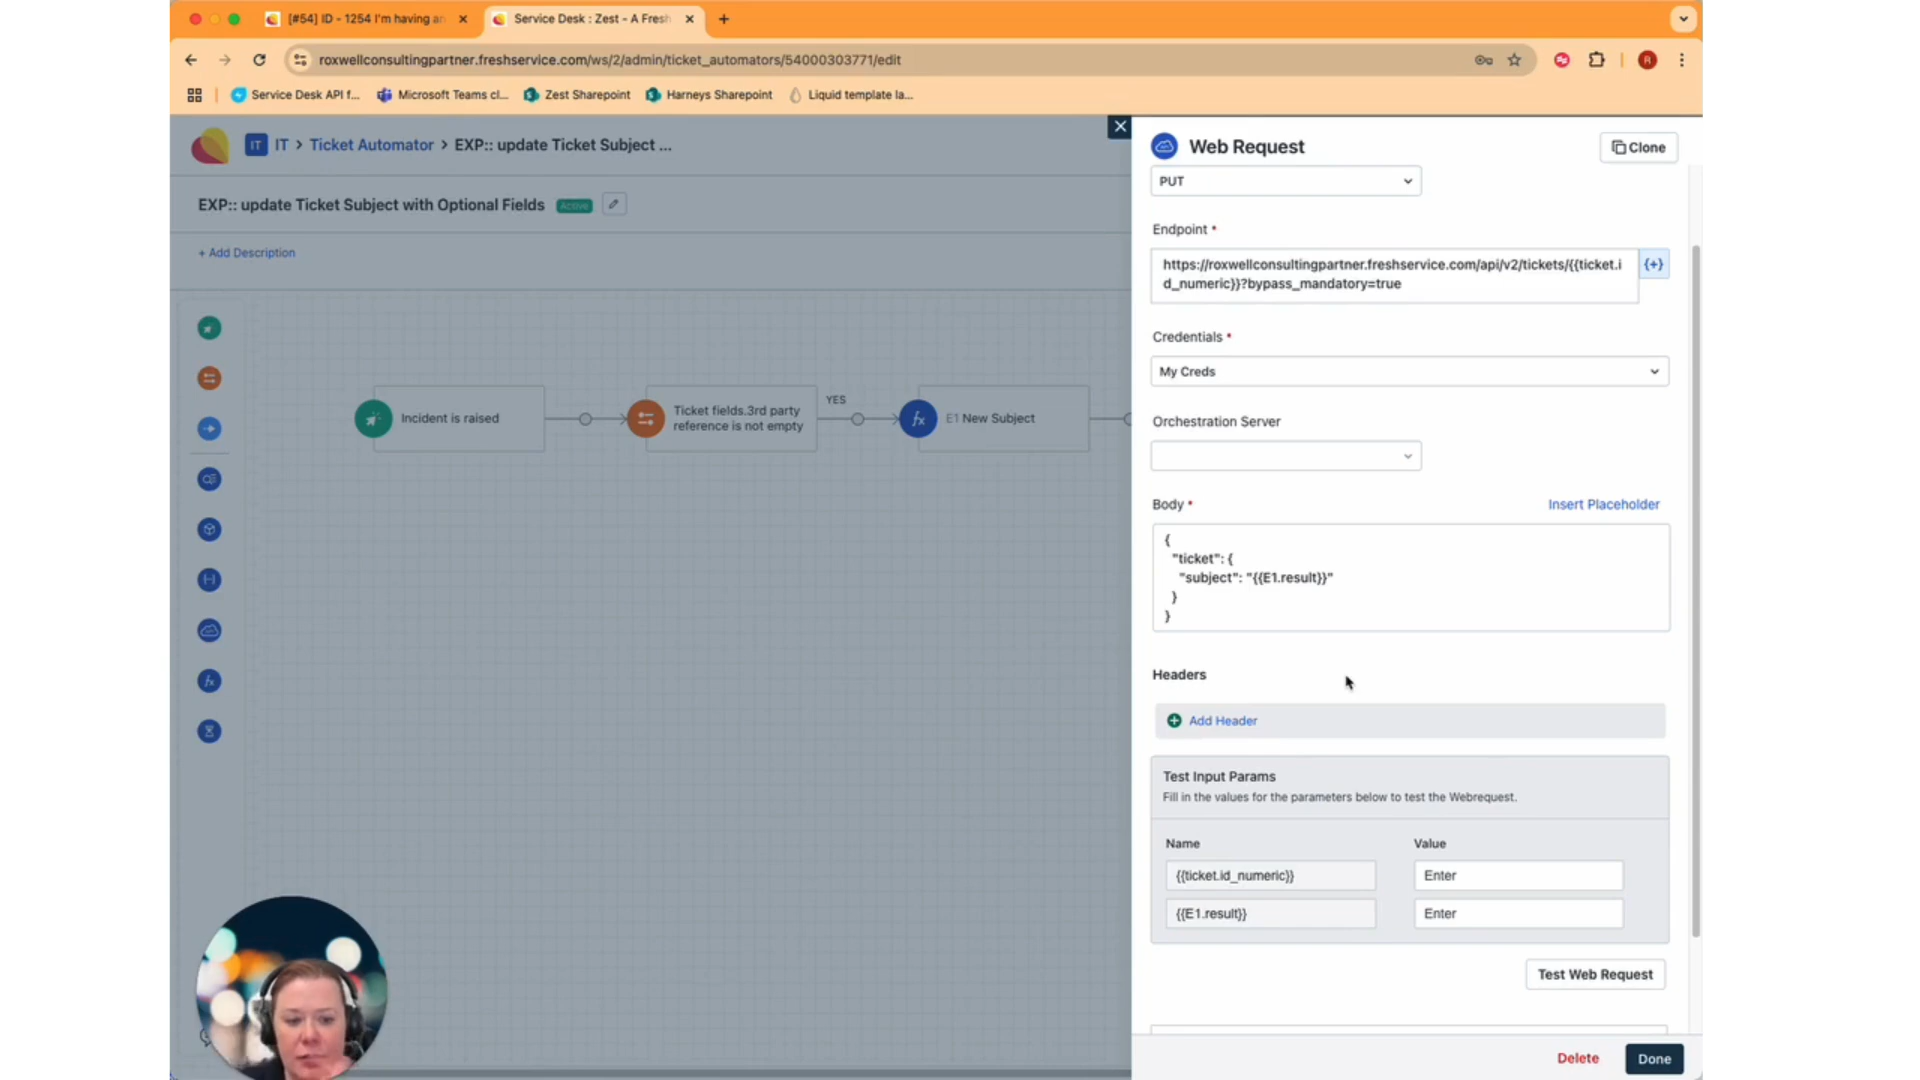 [#54] ID - 1254 I'm having an
Service Desk : Zest - A Fresh
roxwellconsultingpartner.freshservice.com/ws/2/admin/ticket_automators/54000303771/edit
R
Service Desk API f...
Microsoft Teams cl...
Zest Sharepoint
Harneys Sharepoint
Liquid template la...
IT IT > Ticket Automator > EXP:: update Ticket Subject ...
EXP:: update Ticket Subject with Optional Fields Active
+ Add Description
Incident is raised
Ticket fields.3rd party
reference is not empty
YES
fx
E1 New Subject
fx
Web Request
Clone
PUT
Endpoint *
https://roxwellconsultingpartner.freshservice.com/api/v2/tickets/{{ticket.i
d_numeric}}?bypass_mandatory=true
{+}
Credentials *
My Creds
Orchestration Server
Body *
Insert Placeholder
{
"ticket": {
"subject": "{{E1.result}}"
}
}
Headers
Add Header
Test Input Params
Fill in the values for the parameters below to test the Webrequest.
Name Value
{{ticket.id_numeric}} Enter
{{E1.result}} Enter
Test Web Request
Delete
Done